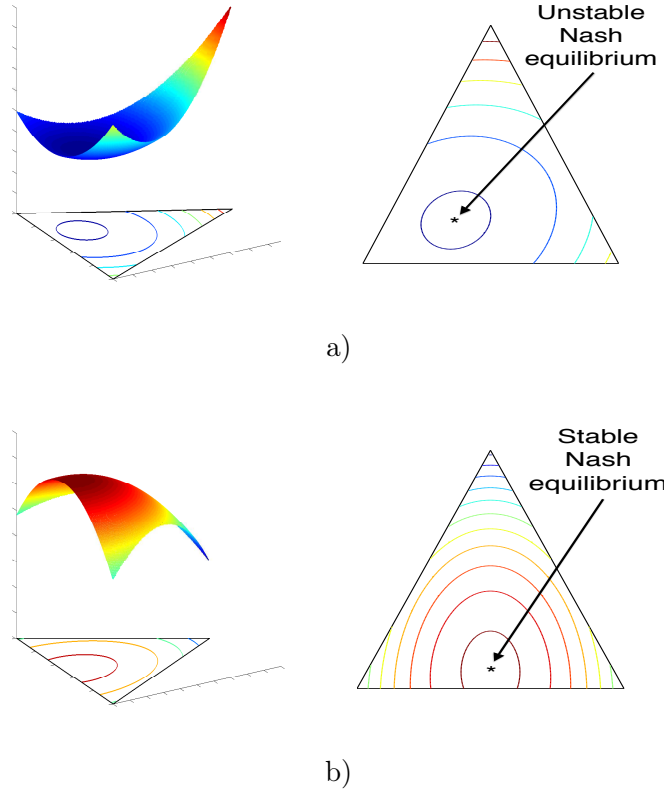 Unstable
Nash
equilibrium
*
a)
Stable
Nash
equilibrium
*
b)